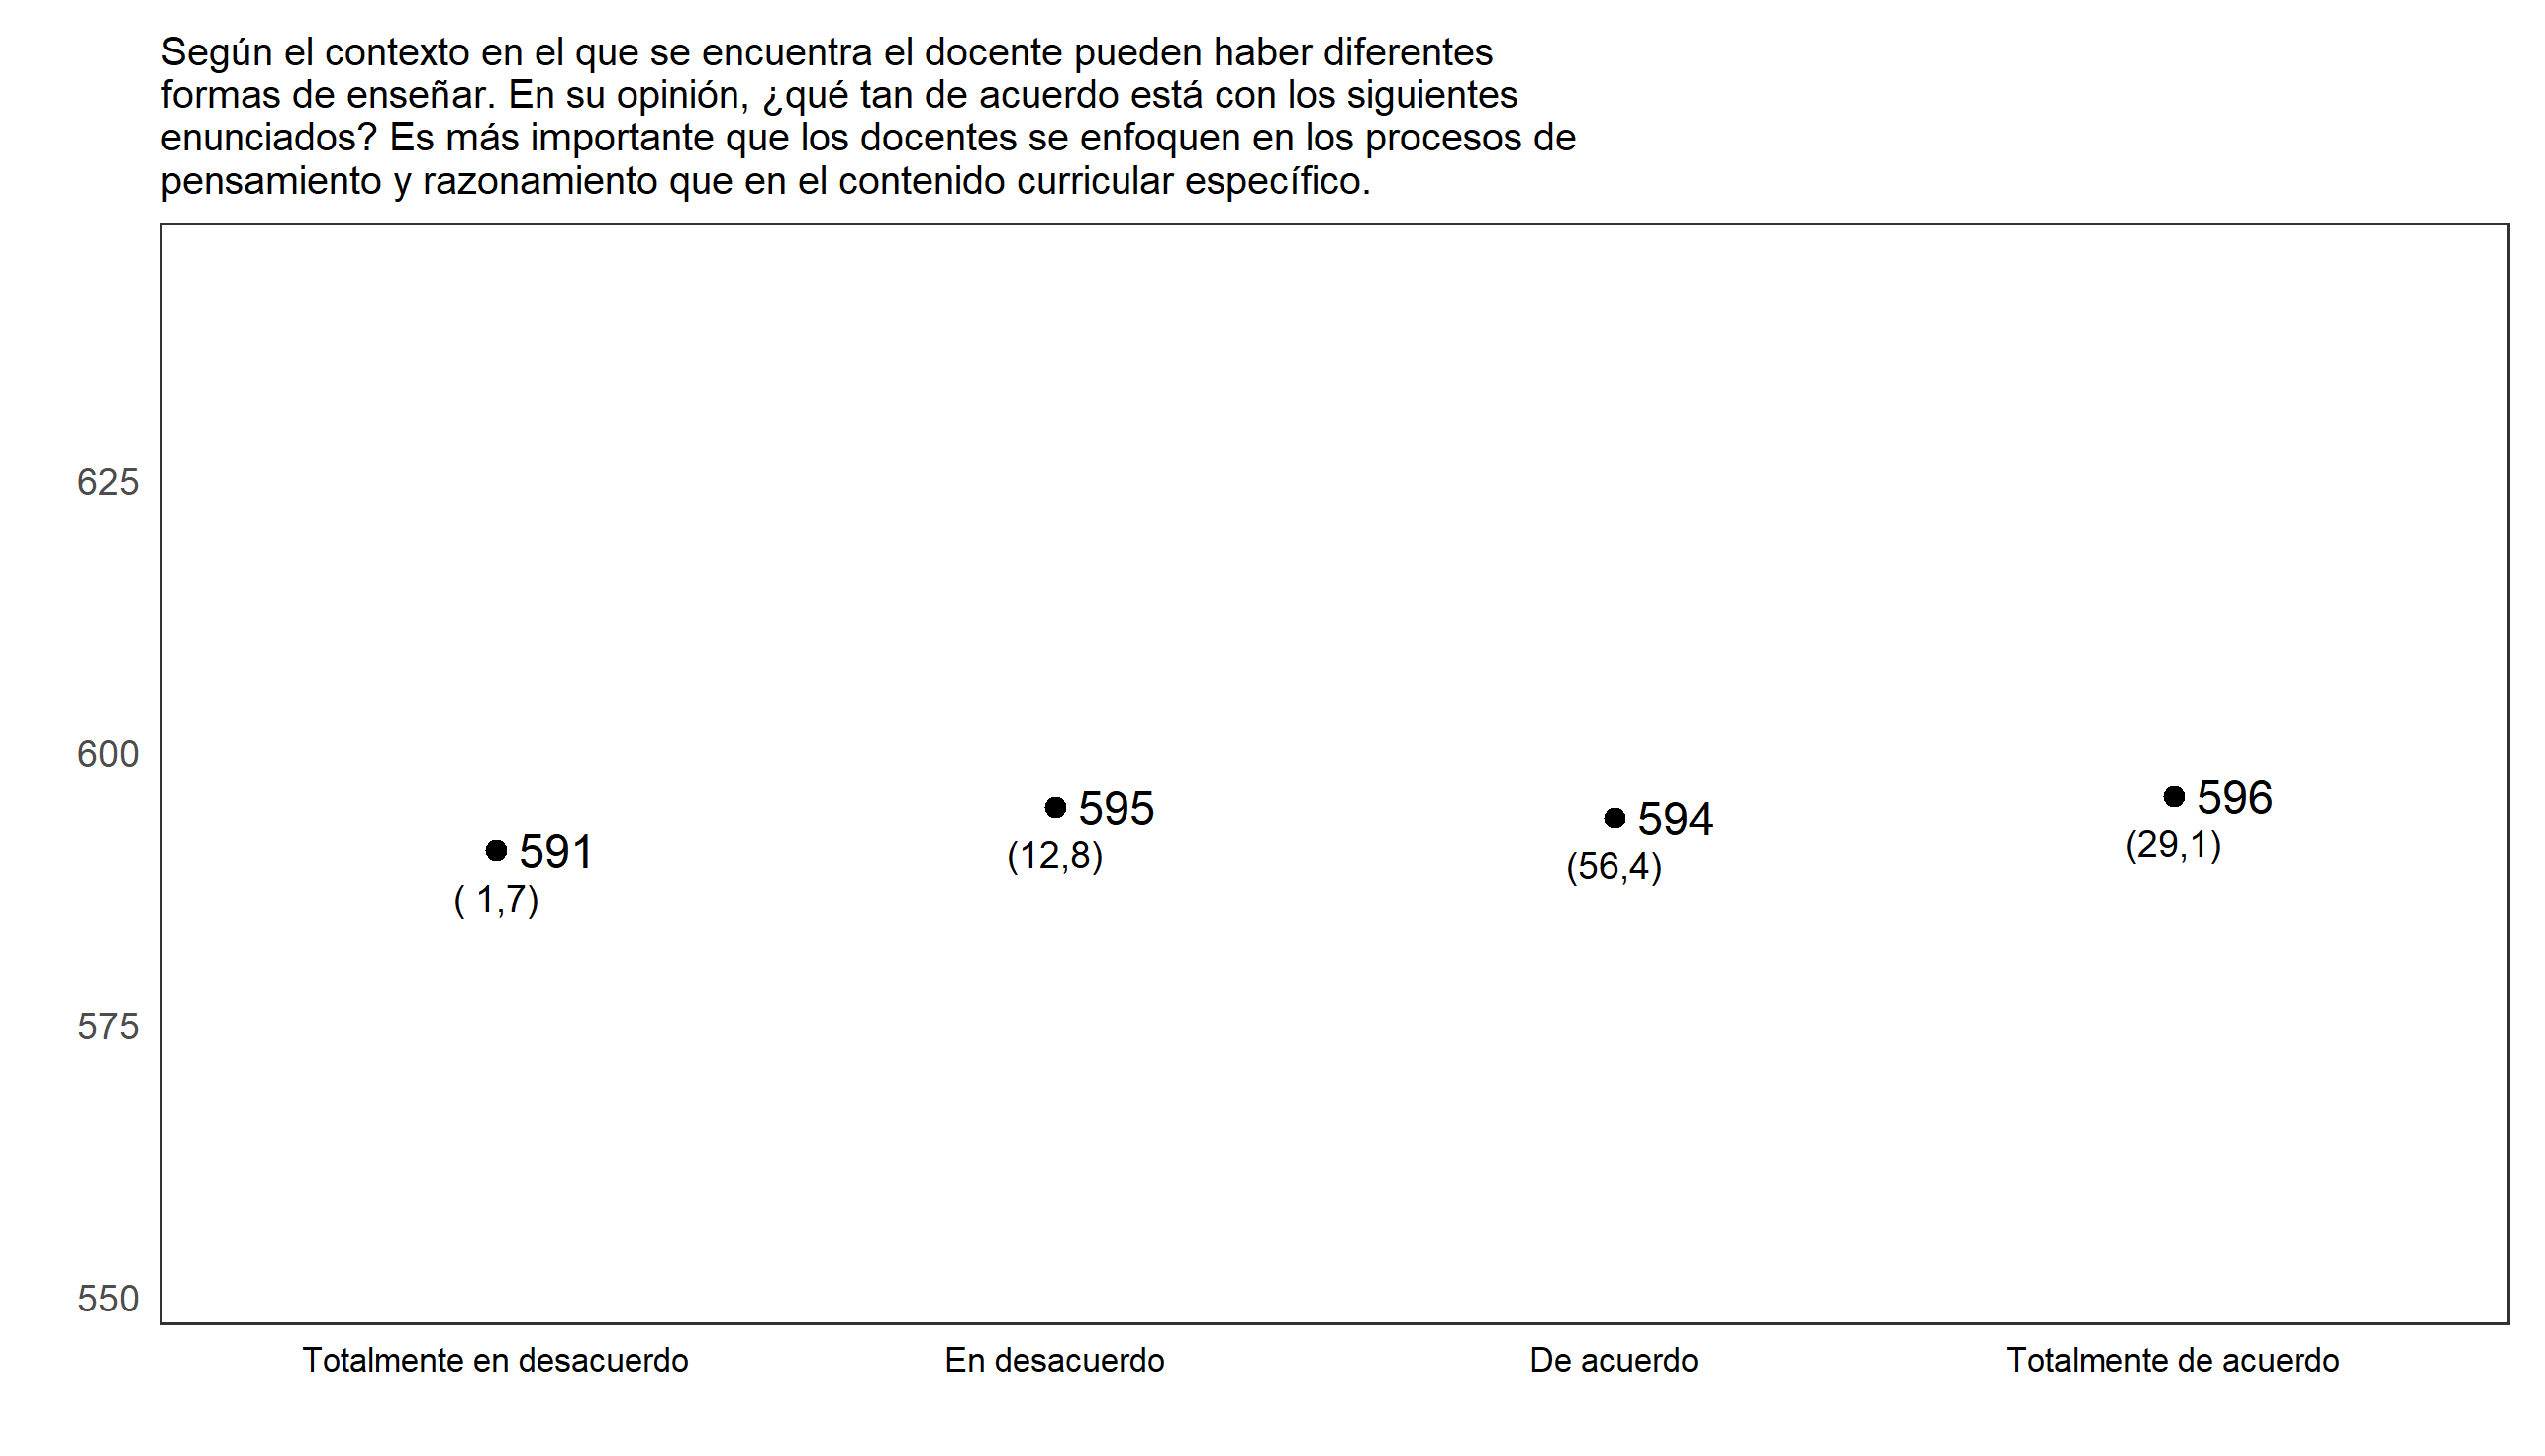 Según el contexto en el que se encuentra el docente pueden haber diferentes
formas de enseñar. En su opinión, ¿qué tan de acuerdo está con los siguientes
enunciados? Es más importante que los docentes se enfoquen en los procesos de
pensamiento y razonamiento que en el contenido curricular específico.
625
600
575
550
591
( 1,7)
595
(12,8)
594
(56,4)
596
(29,1)
Totalmente en desacuerdo
En desacuerdo
De acuerdo
Totalmente de acuerdo